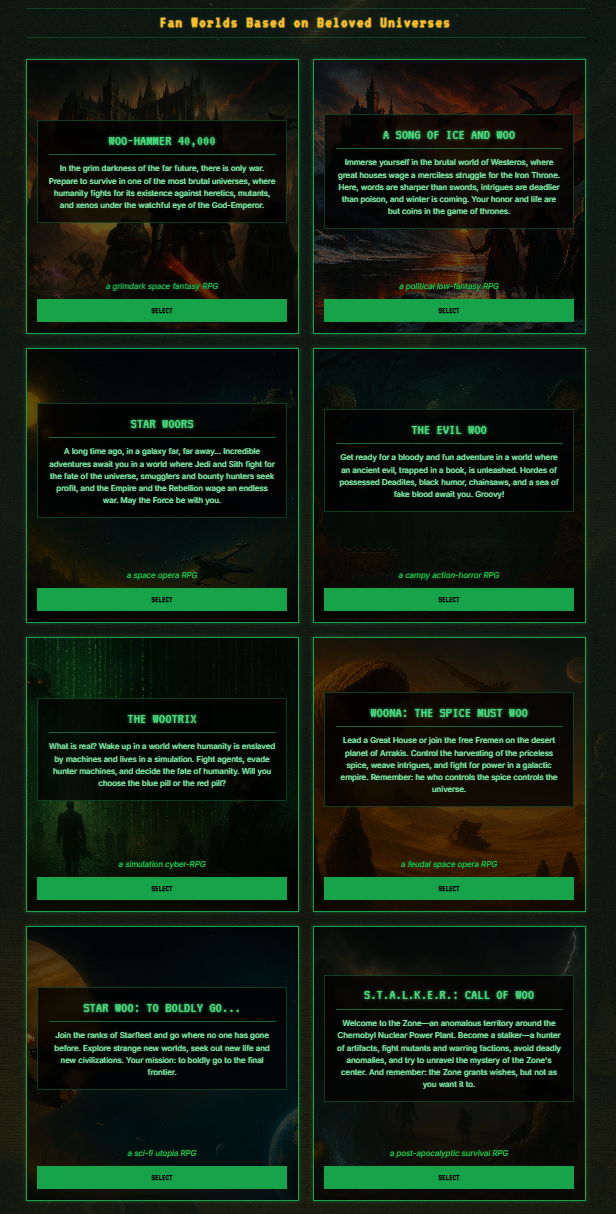 Fan Worlds Based on Beloved Universes
WOO-HAMMER 40,000
In the grim darkness of the far future, there is only war.
Prepare to survive in one of the most brutal universes, where
humanity fights for its existence against heretics, mutants,
and xenos under the watchful eye of the God-Emperor.
a grimdark space fantasy RPG
SELECT
A SONG OF ICE AND WOO
Immerse yourself in the brutal world of Westeros, where
great houses wage a merciless struggle for the Iron Throne.
Here, words are sharper than swords, intrigues are deadlier
than poison, and winter is coming. Your honor and life are
but coins in the game of thrones.
a political low-fantasy RPG
SELECT
STAR WOORS
A long time ago, in a galaxy far, far away... Incredible
adventures await you in a world where Jedi and Sith fight for
the fate of the universe, smugglers and bounty hunters seek
profit, and the Empire and the Rebellion wage an endless
war. May the Force be with you.
a space opera RPG
SELECT
THE EVIL WOO
Get ready for a bloody and fun adventure in a world where
an ancient evil, trapped in a book, is unleashed. Hordes of
possessed Deadites, black humor, chainsaws, and a sea of
fake blood await you. Groovy!
a campy action-horror RPG
SELECT
THE WOOTRIX
What is real? Wake up in a world where humanity is enslaved
by machines and lives in a simulation. Fight agents, evade
hunter machines, and decide the fate of humanity. Will you
choose the blue pill or the red pill?
a simulation cyber-RPG
SELECT
WOONA: THE SPICE MUST WOO
Lead a Great House or join the free Fremen on the desert
planet of Arrakis. Control the harvesting of the priceless
spice, weave intrigues, and fight for power in a galactic
empire. Remember: he who controls the spice controls the
universe.
a feudal space opera RPG
SELECT
STAR WOO: TO BOLDLY GO...
Join the ranks of Starfleet and go where no one has gone
before. Explore strange new worlds, seek out new life and
new civilizations. Your mission: to boldly go to the final
frontier.
a sci-fi utopia RPG
SELECT
S.T.A.L.K.E.R.: CALL OF WOO
Welcome to the Zone—an anomalous territory around the
Chernobyl Nuclear Power Plant. Become a stalker—a hunter
of artifacts, fight mutants and warring factions, avoid deadly
anomalies, and try to unravel the mystery of the Zone's
center. And remember: the Zone grants wishes, but not as
you want it to.
a post-apocalyptic survival RPG
SELECT